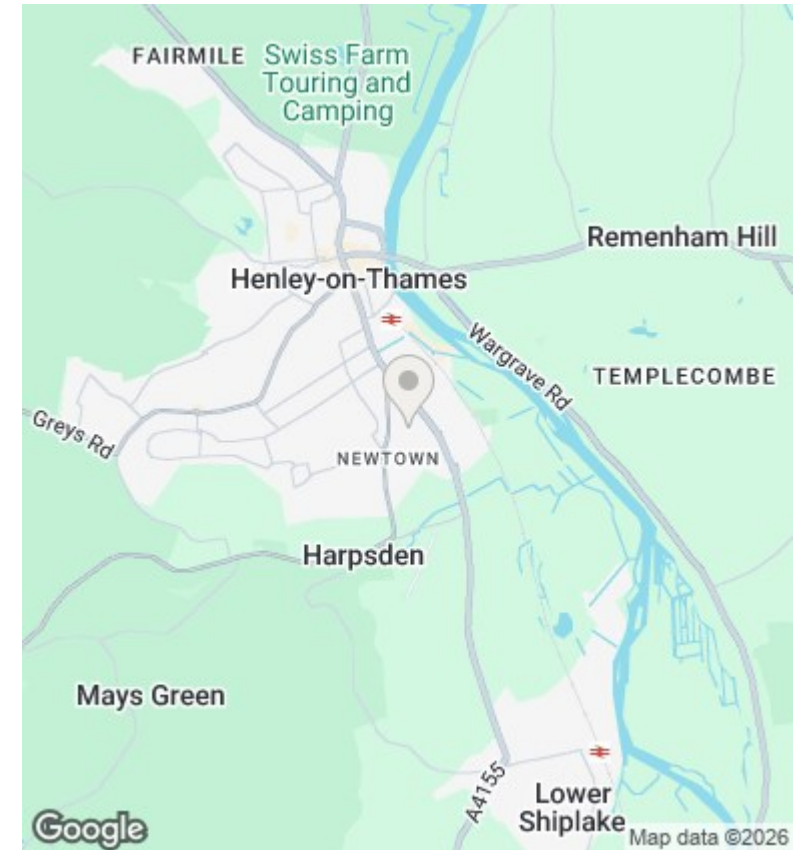 FAIRMILE
Swiss Farm
Touring and
Camping
Remenham Hill
Henley-on-Thames
Wargrave Rd
TEMPLECOMBE
Greys Rd
NEWTOWN
Harpsden
Mays Green
A4155
Lower
Shiplake
Google
Map data ©2026